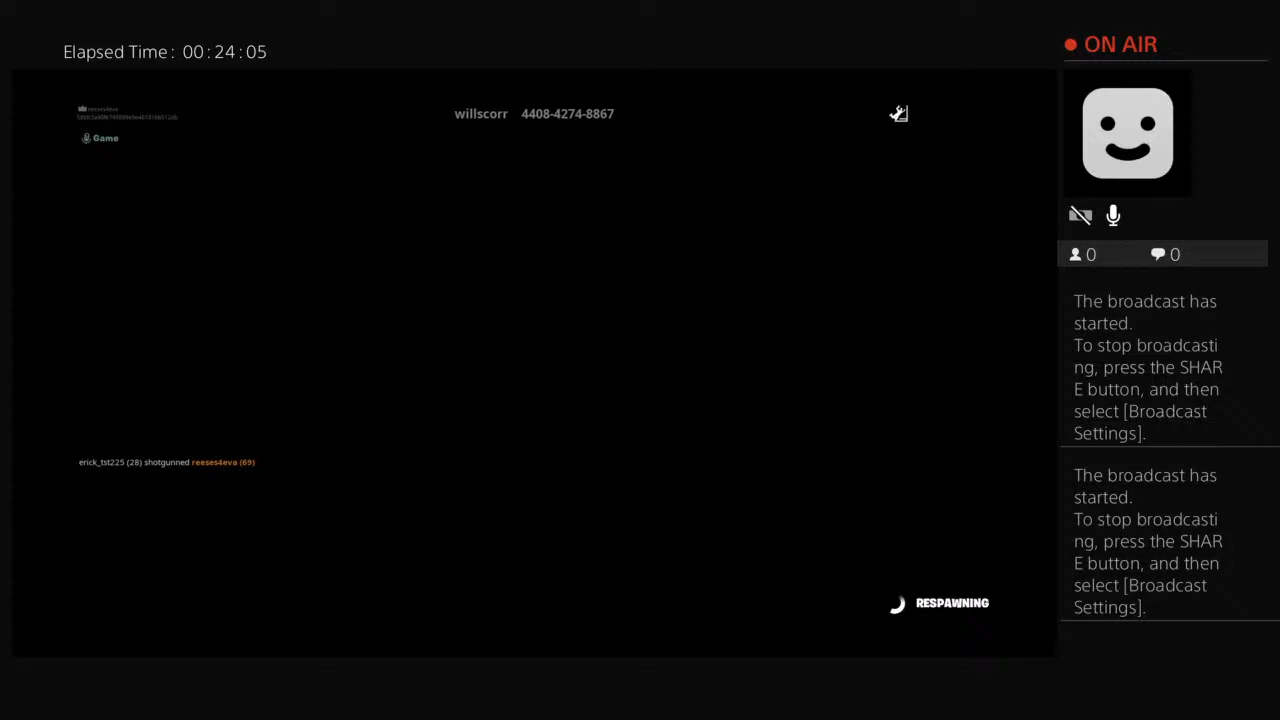 Elapsed Time: 00:24:05
ON AIR
reeses4eva
willscorr 4408-4274-8867
Game
0 0
The broadcast has
started.
To stop broadcasti
ng, press the SHAR
E button, and then
select [Broadcast
Settings].
erick_tst225 (28) shotgunned reeses4eva (69)
The broadcast has
started.
To stop broadcasti
ng, press the SHAR
E button, and then
select [Broadcast
Settings].
RESPAWNING